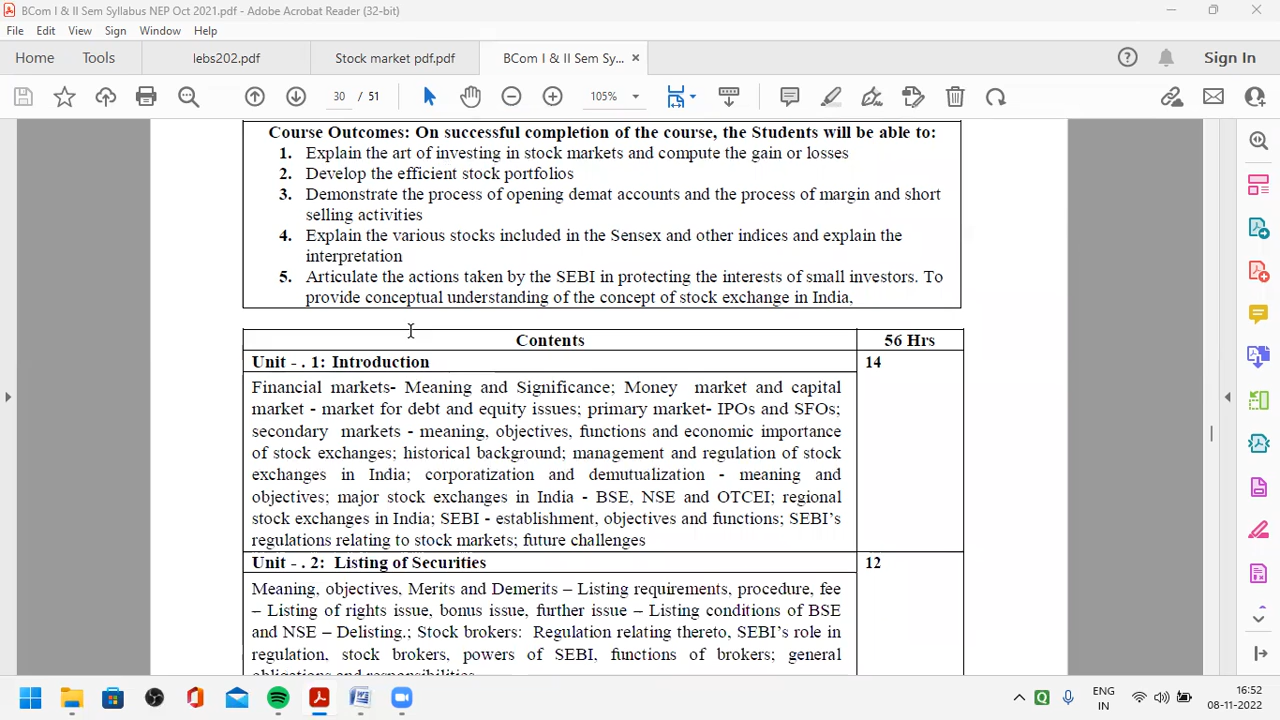 BCom I & II Sem Syllabus NEP Oct 2021.pdf - Adobe Acrobat Reader (32-bit)
File Edit View Sign Window Help
Home Tools lebs202.pdf Stock market pdf.pdf BCom I & II Sem Sy... Sign In
30 / 51 105%
Course Outcomes: On successful completion of the course, the Students will be able to:
1. Explain the art of investing in stock markets and compute the gain or losses
2. Develop the efficient stock portfolios
3. Demonstrate the process of opening demat accounts and the process of margin and short
selling activities
4. Explain the various stocks included in the Sensex and other indices and explain the
interpretation
5. Articulate the actions taken by the SEBI in protecting the interests of small investors. To
provide conceptual understanding of the concept of stock exchange in India,
Contents 56 Hrs
Unit - . 1: Introduction 14
Financial markets- Meaning and Significance; Money market and capital
market - market for debt and equity issues; primary market- IPOs and SFOs;
secondary markets - meaning, objectives, functions and economic importance
of stock exchanges; historical background; management and regulation of stock
exchanges in India; corporatization and demutualization - meaning and
objectives; major stock exchanges in India - BSE, NSE and OTCEI; regional
stock exchanges in India; SEBI - establishment, objectives and functions; SEBI's
regulations relating to stock markets; future challenges
Unit - . 2: Listing of Securities 12
Meaning, objectives, Merits and Demerits – Listing requirements, procedure, fee
– Listing of rights issue, bonus issue, further issue – Listing conditions of BSE
and NSE – Delisting.; Stock brokers: Regulation relating thereto, SEBI's role in
regulation, stock brokers, powers of SEBI, functions of brokers; general
obligations and responsibilities
ENG
IN
16:52
08-11-2022